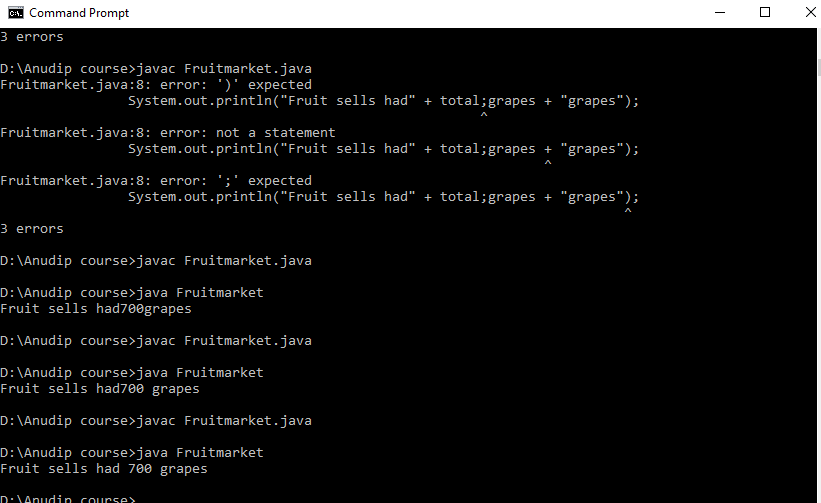 Command Prompt
3 errors
D:\Anudip course>javac Fruitmarket.java
Fruitmarket.java:8: error: ')' expected
System.out.println("Fruit sells had" + total;grapes + "grapes");
^
Fruitmarket.java:8: error: not a statement
System.out.println("Fruit sells had" + total;grapes + "grapes");
^
Fruitmarket.java:8: error: ';' expected
System.out.println("Fruit sells had" + total;grapes + "grapes");
^
3 errors
D:\Anudip course>javac Fruitmarket.java
D:\Anudip course>java Fruitmarket
Fruit sells had700grapes
D:\Anudip course>javac Fruitmarket.java
D:\Anudip course>java Fruitmarket
Fruit sells had700 grapes
D:\Anudip course>javac Fruitmarket.java
D:\Anudip course>java Fruitmarket
Fruit sells had 700 grapes
D:\Anudip course>